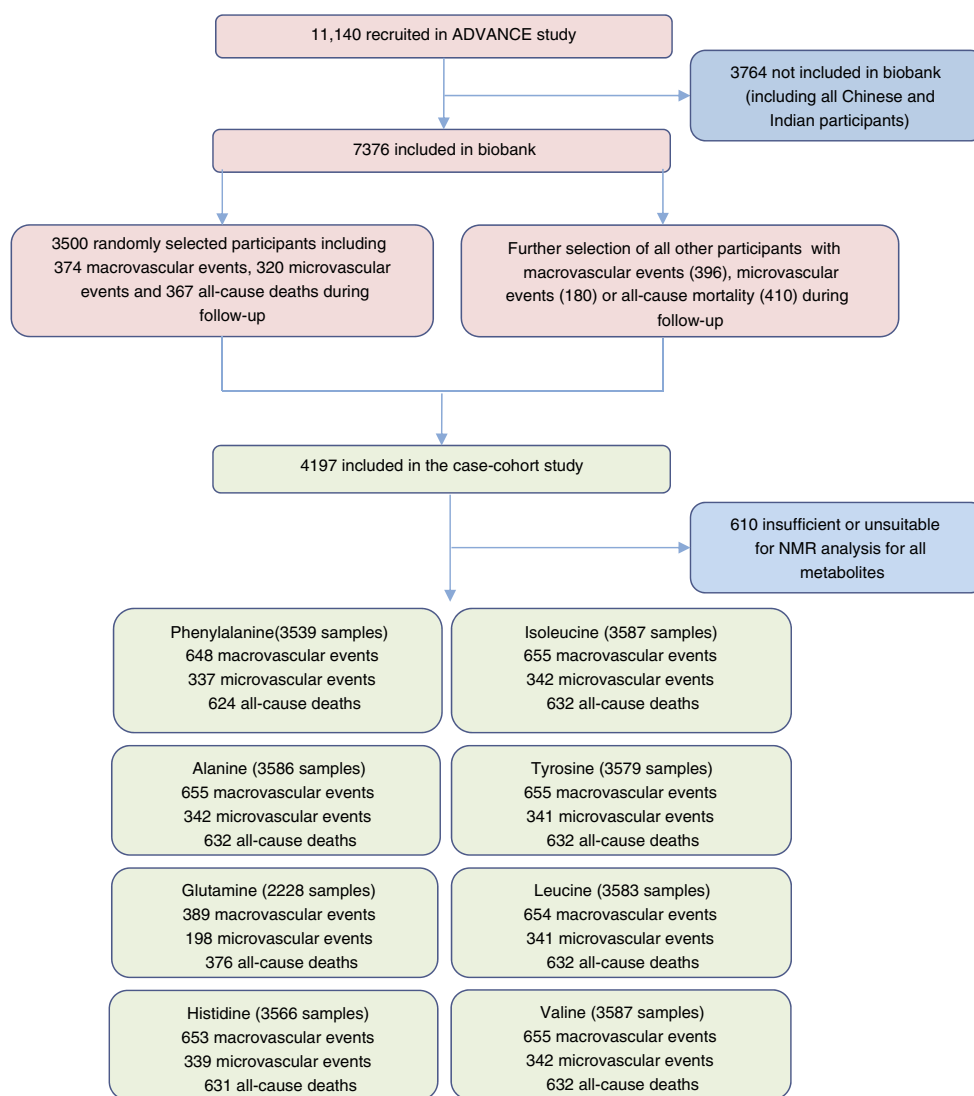 11,140 recruited in ADVANCE study
3764 not included in biobank
(including all Chinese and
Indian participants)
7376 included in biobank
3500 randomly selected participants including
374 macrovascular events, 320 microvascular
events and 367 all-cause deaths during
follow-up
Further selection of all other participants with
macrovascular events (396), microvascular
events (180) or all-cause mortality (410) during
follow-up
4197 included in the case-cohort study
610 insufficient or unsuitable
for NMR analysis for all
metabolites
Phenylalanine(3539 samples)
648 macrovascular events
337 microvascular events
624 all-cause deaths
Isoleucine (3587 samples)
655 macrovascular events
342 microvascular events
632 all-cause deaths
Alanine (3586 samples)
655 macrovascular events
342 microvascular events
632 all-cause deaths
Tyrosine (3579 samples)
655 macrovascular events
341 microvascular events
632 all-cause deaths
Glutamine (2228 samples)
389 macrovascular events
198 microvascular events
376 all-cause deaths
Leucine (3583 samples)
654 macrovascular events
341 microvascular events
632 all-cause deaths
Histidine (3566 samples)
653 macrovascular events
339 microvascular events
631 all-cause deaths
Valine (3587 samples)
655 macrovascular events
342 microvascular events
632 all-cause deaths